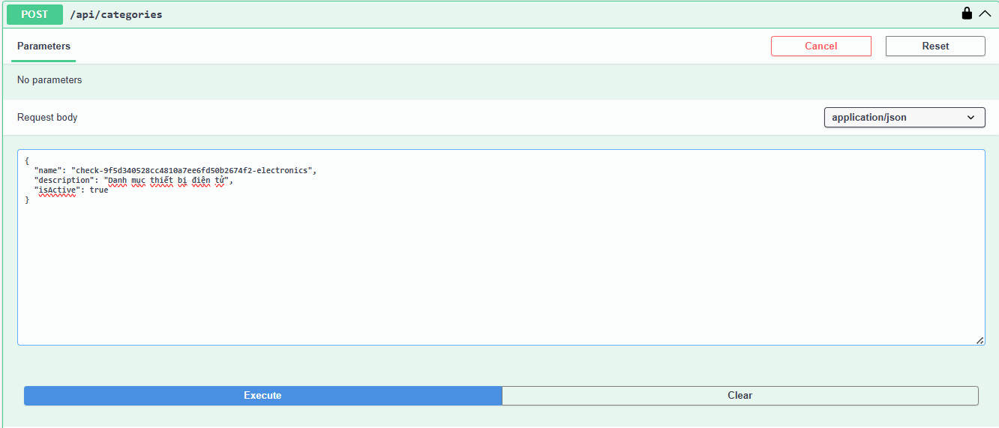 POST /api/categories
Parameters
Cancel
Reset
No parameters
Request body
application/json
{
"name": "check-9f5d340528cc4810a7ee6fd50b2674f2-electronics",
"description": "Danh mục thiết bị điện tử",
"isActive": true
}
Execute
Clear